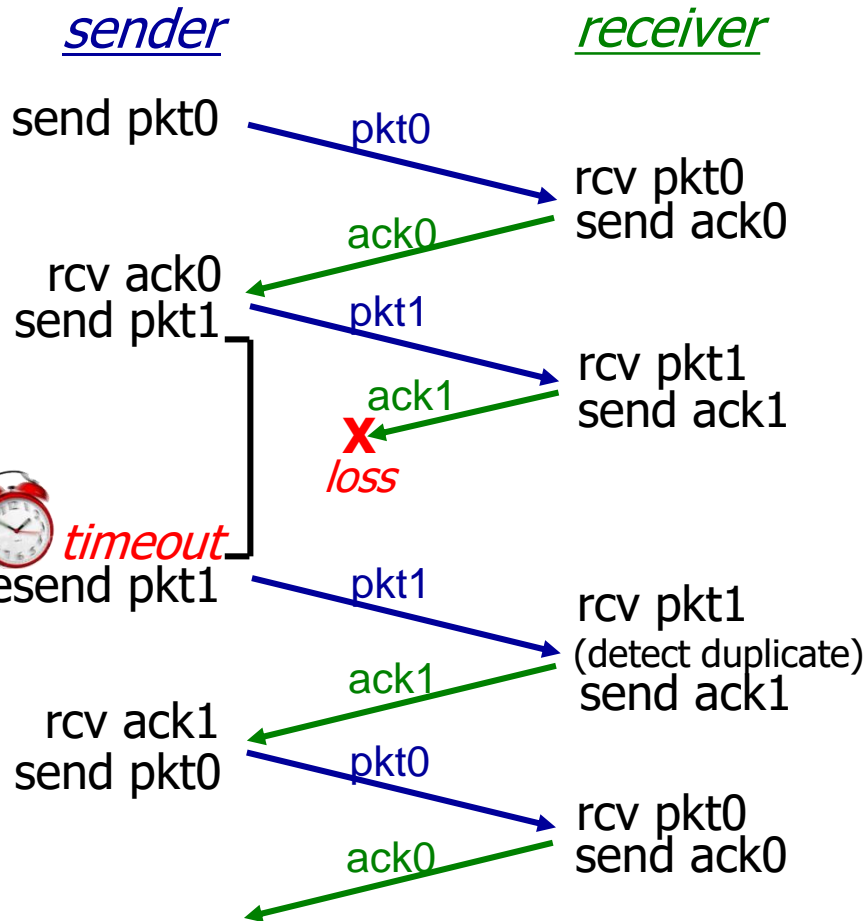 sender
receiver
send pkt0
pkt0
rcv pkt0
send ack0
ack0
rcv ack0
send pkt1
pkt1
rcv pkt1
send ack1
ack1
X
loss
timeout
esend pkt1
pkt1
rcv pkt1
(detect duplicate)
send ack1
ack1
rcv ack1
send pkt0
pkt0
rcv pkt0
send ack0
ack0